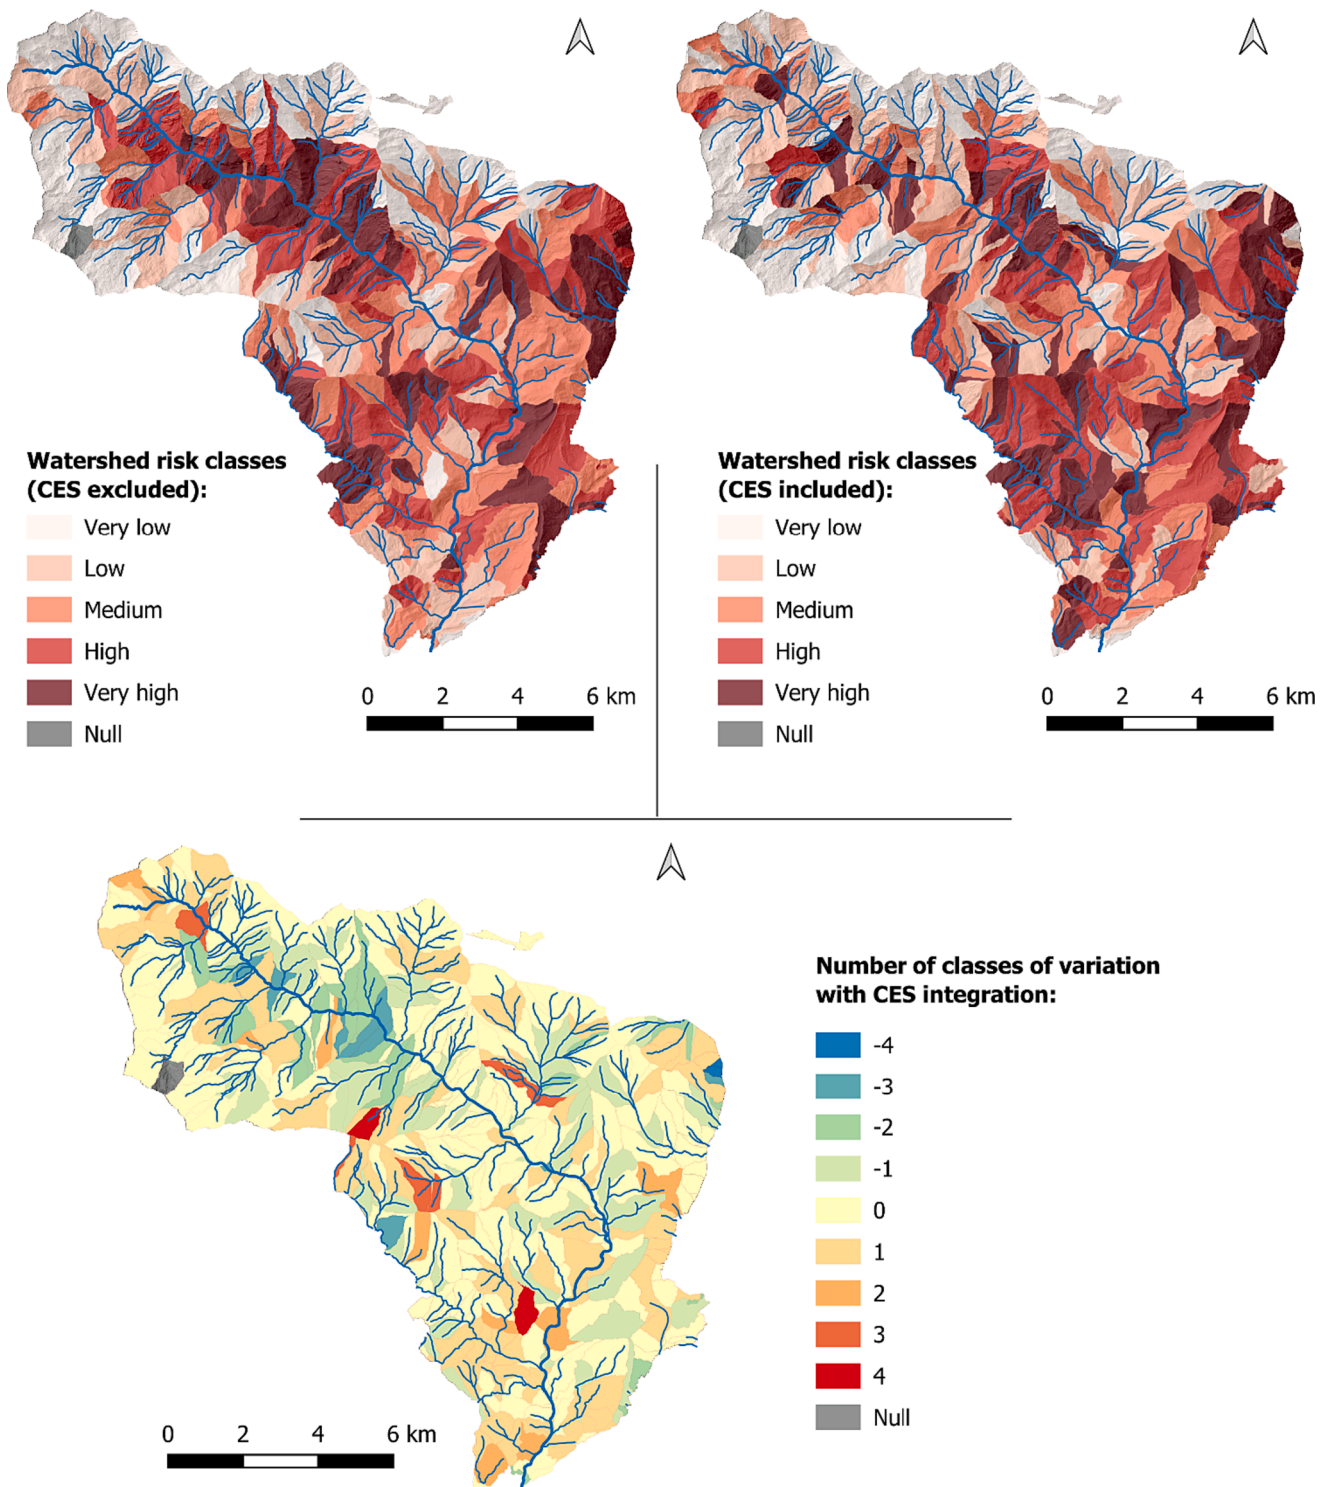 Watershed risk classes
(CES excluded):
Very low
Low
Medium
High
Very high
Null
0 2 4 6 km
Watershed risk classes
(CES included):
Very low
Low
Medium
High
Very high
Null
0 2 4 6 km
Number of classes of variation
with CES integration:
-4
-3
-2
-1
0
1
2
3
4
Null
0 2 4 6 km